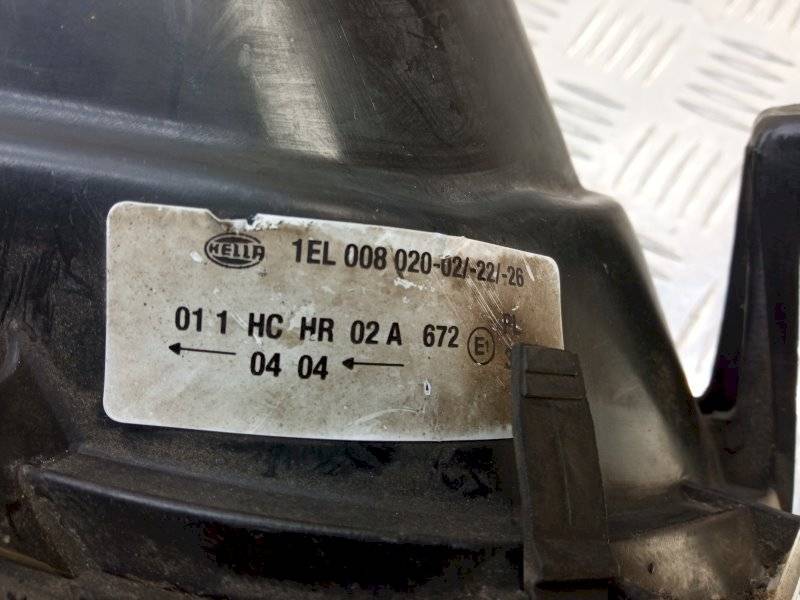 HELLA 1EL 008 020-02/-22/-26
01 1 HC HR 02 A 672 E1
04 04